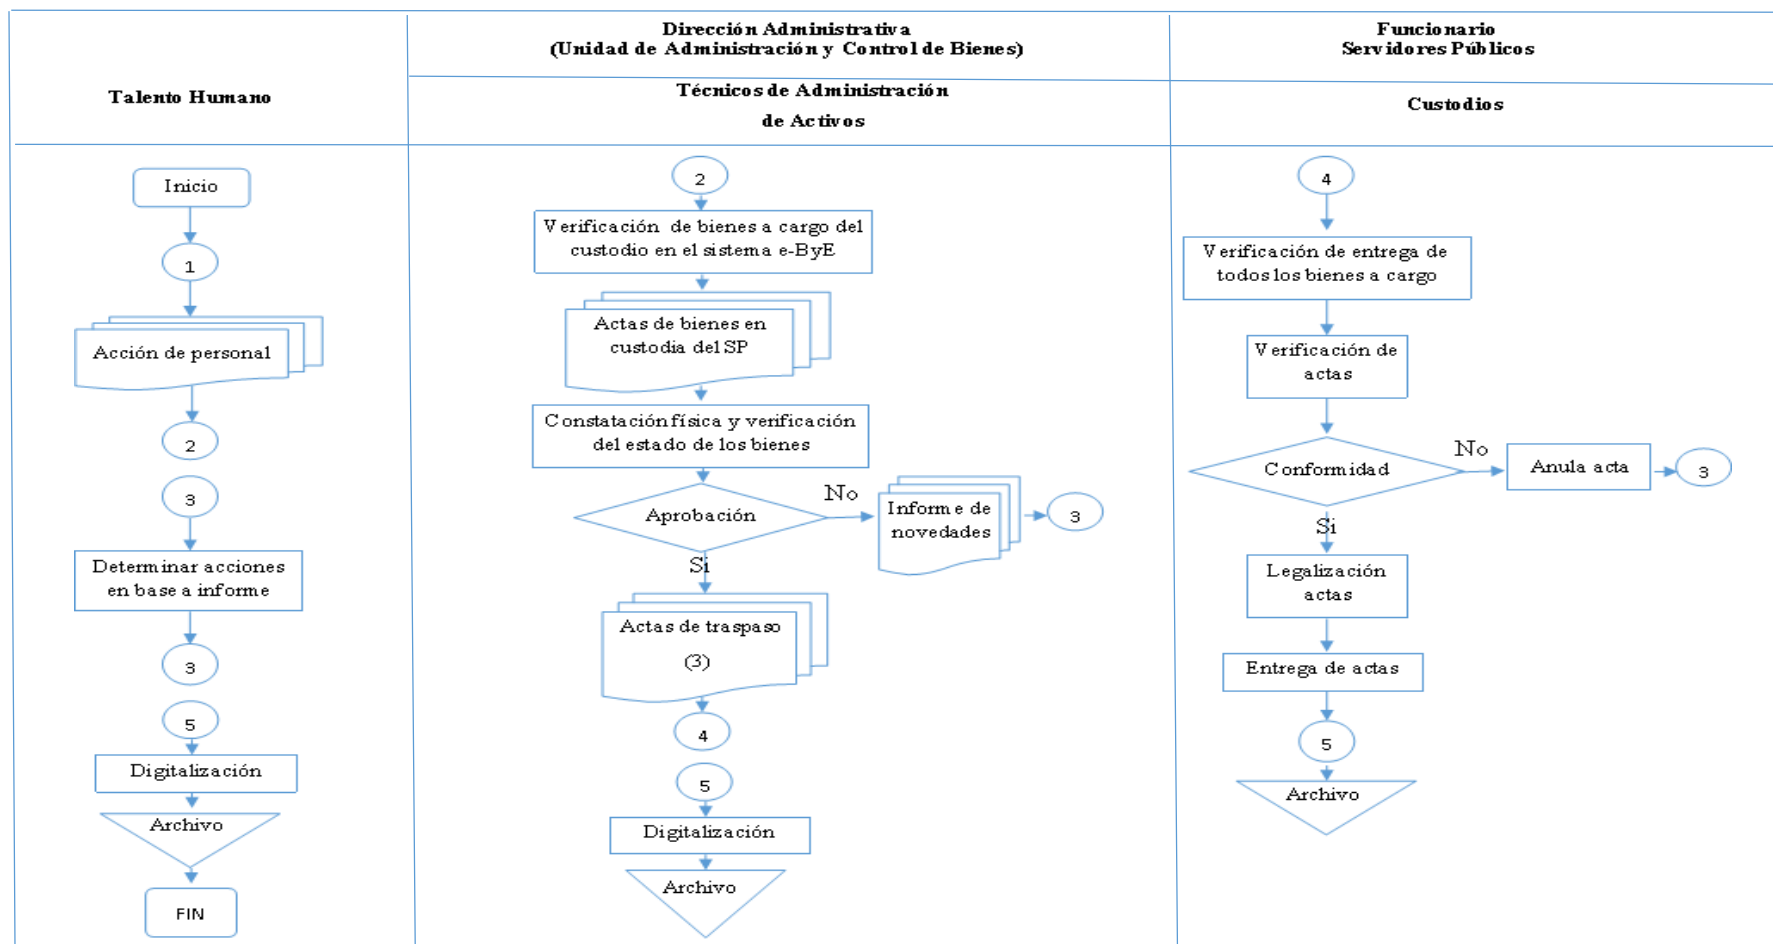 Talento Humano
Dirección Administrativa
(Unidad de Administración y Control de Bienes)
Técnicos de Administración
de Activos
Funcionario
Servidores Públicos
Custodios
Inicio
1
Acción de personal
2
3
Determinar acciones
en base a informe
3
5
Digitalización
Archivo
FIN
2
Verificación de bienes a cargo del
custodio en el sistema e-ByE
Actas de bienes en
custodia del SP
Constatación física y verificación
del estado de los bienes
Aprobación
No
Informe de
novedades
3
Si
Actas de traspaso
(3)
4
5
Digitalización
Archivo
4
Verificación de entrega de
todos los bienes a cargo
Verificación de
actas
Conformidad
No
Anula acta
3
Si
Legalización
actas
Entrega de actas
5
Archivo